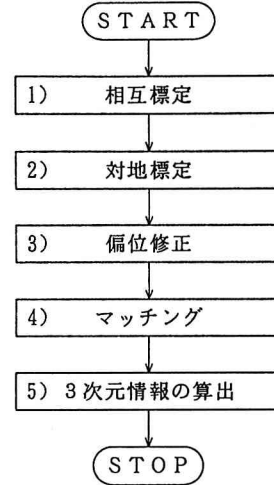 START
1) 相互標定
2) 対地標定
3) 偏位修正
4) マッチング
5) 3次元情報の算出
STOP